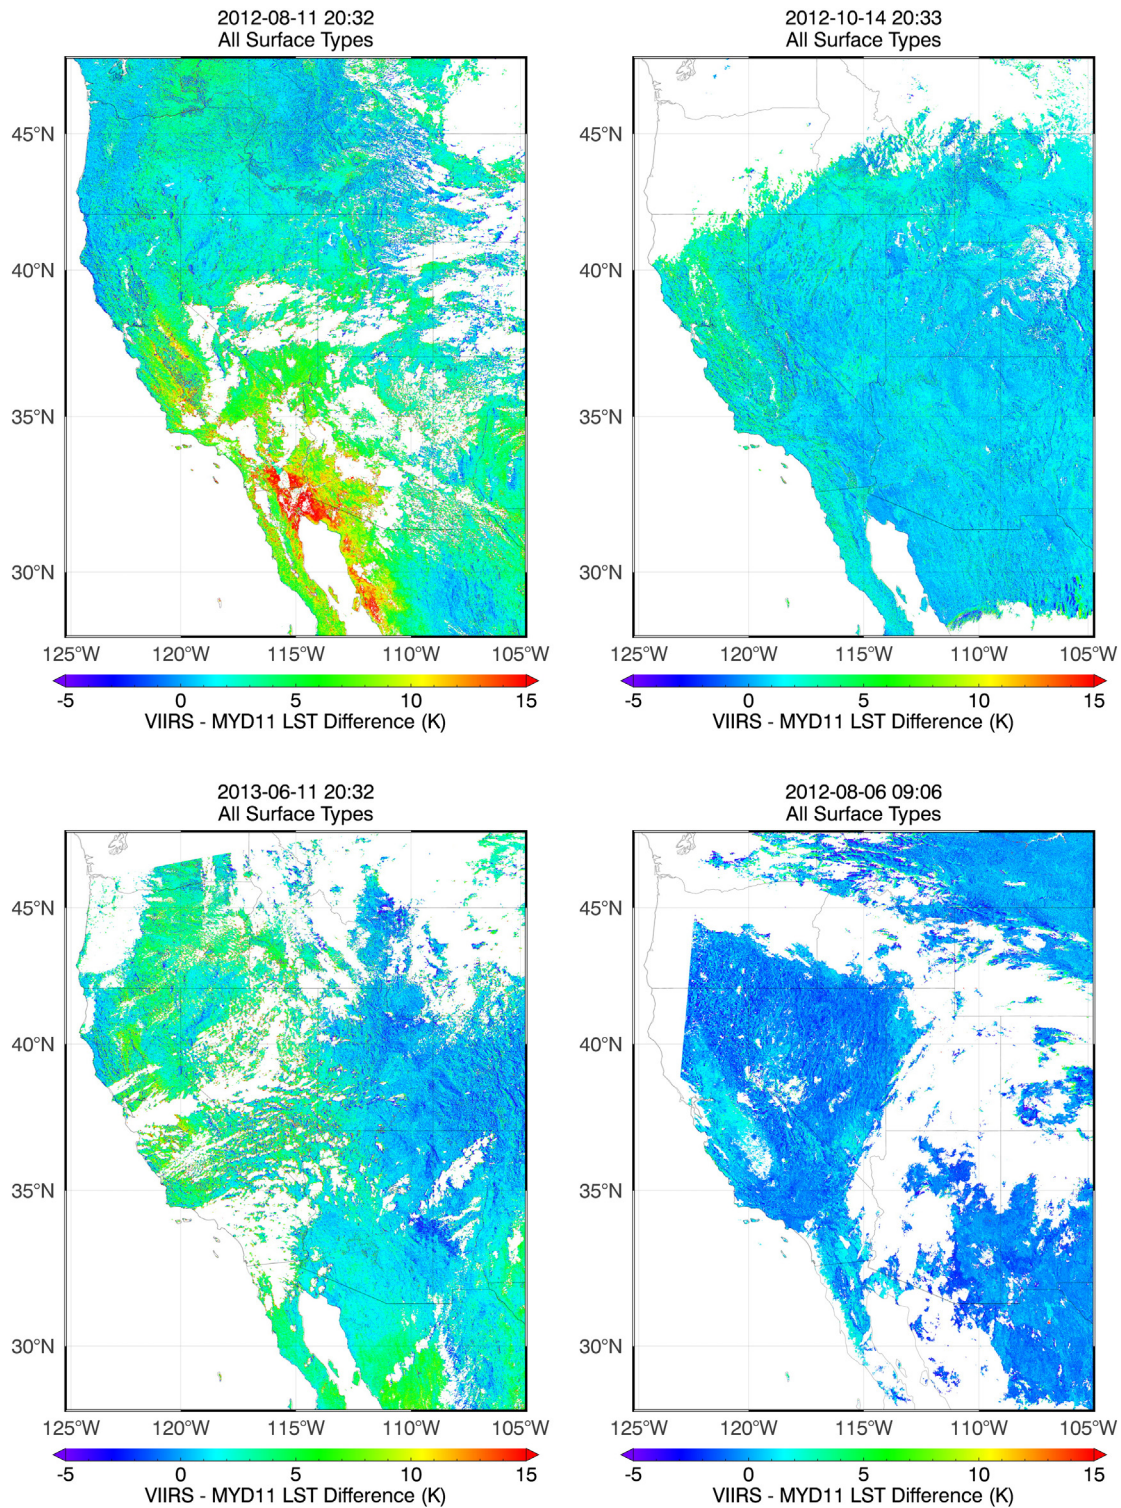 2012-08-11 20:32
All Surface Types
45°N
40°N
35°N
30°N
125°W 120°W 115°W 110°W 105°W
-5 0 5 10 15
VIIRS - MYD11 LST Difference (K)
2012-10-14 20:33
All Surface Types
45°N
40°N
35°N
30°N
125°W 120°W 115°W 110°W 105°W
-5 0 5 10 15
VIIRS - MYD11 LST Difference (K)
2013-06-11 20:32
All Surface Types
45°N
40°N
35°N
30°N
125°W 120°W 115°W 110°W 105°W
-5 0 5 10 15
VIIRS - MYD11 LST Difference (K)
2012-08-06 09:06
All Surface Types
45°N
40°N
35°N
30°N
125°W 120°W 115°W 110°W 105°W
-5 0 5 10 15
VIIRS - MYD11 LST Difference (K)